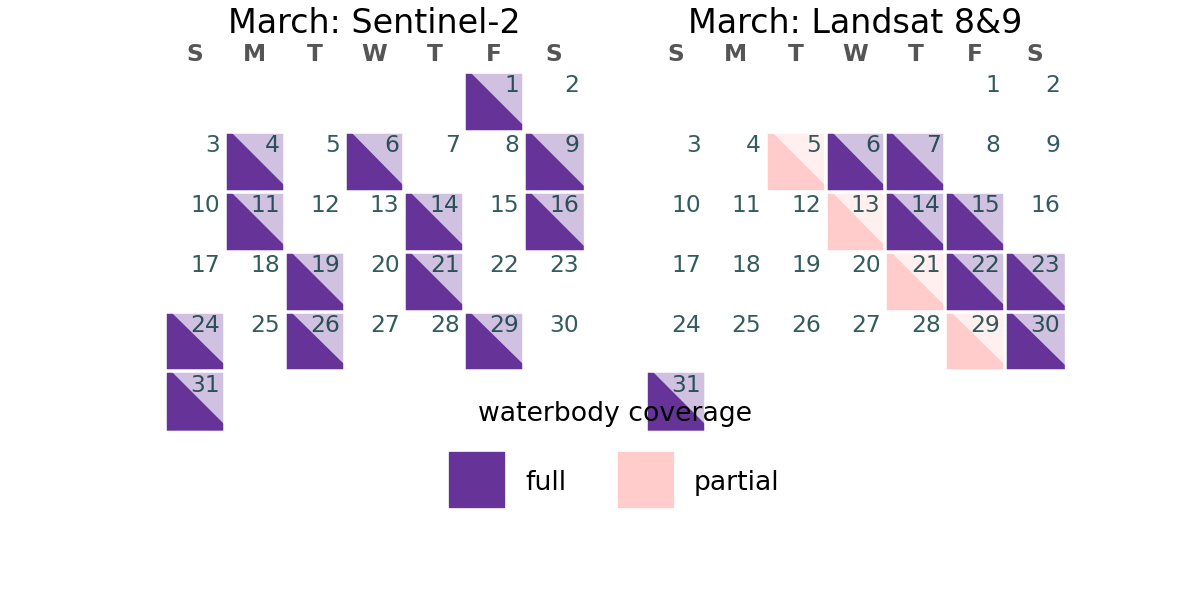 March: Sentinel-2
S M T W T F S
1 2
3 4 5 6 7 8 9
10 11 12 13 14 15 16
17 18 19 20 21 22 23
24 25 26 27 28 29 30
31
March: Landsat 8&9
S M T W T F S
1 2
3 4 5 6 7 8 9
10 11 12 13 14 15 16
17 18 19 20 21 22 23
24 25 26 27 28 29 30
31
waterbody coverage
full partial